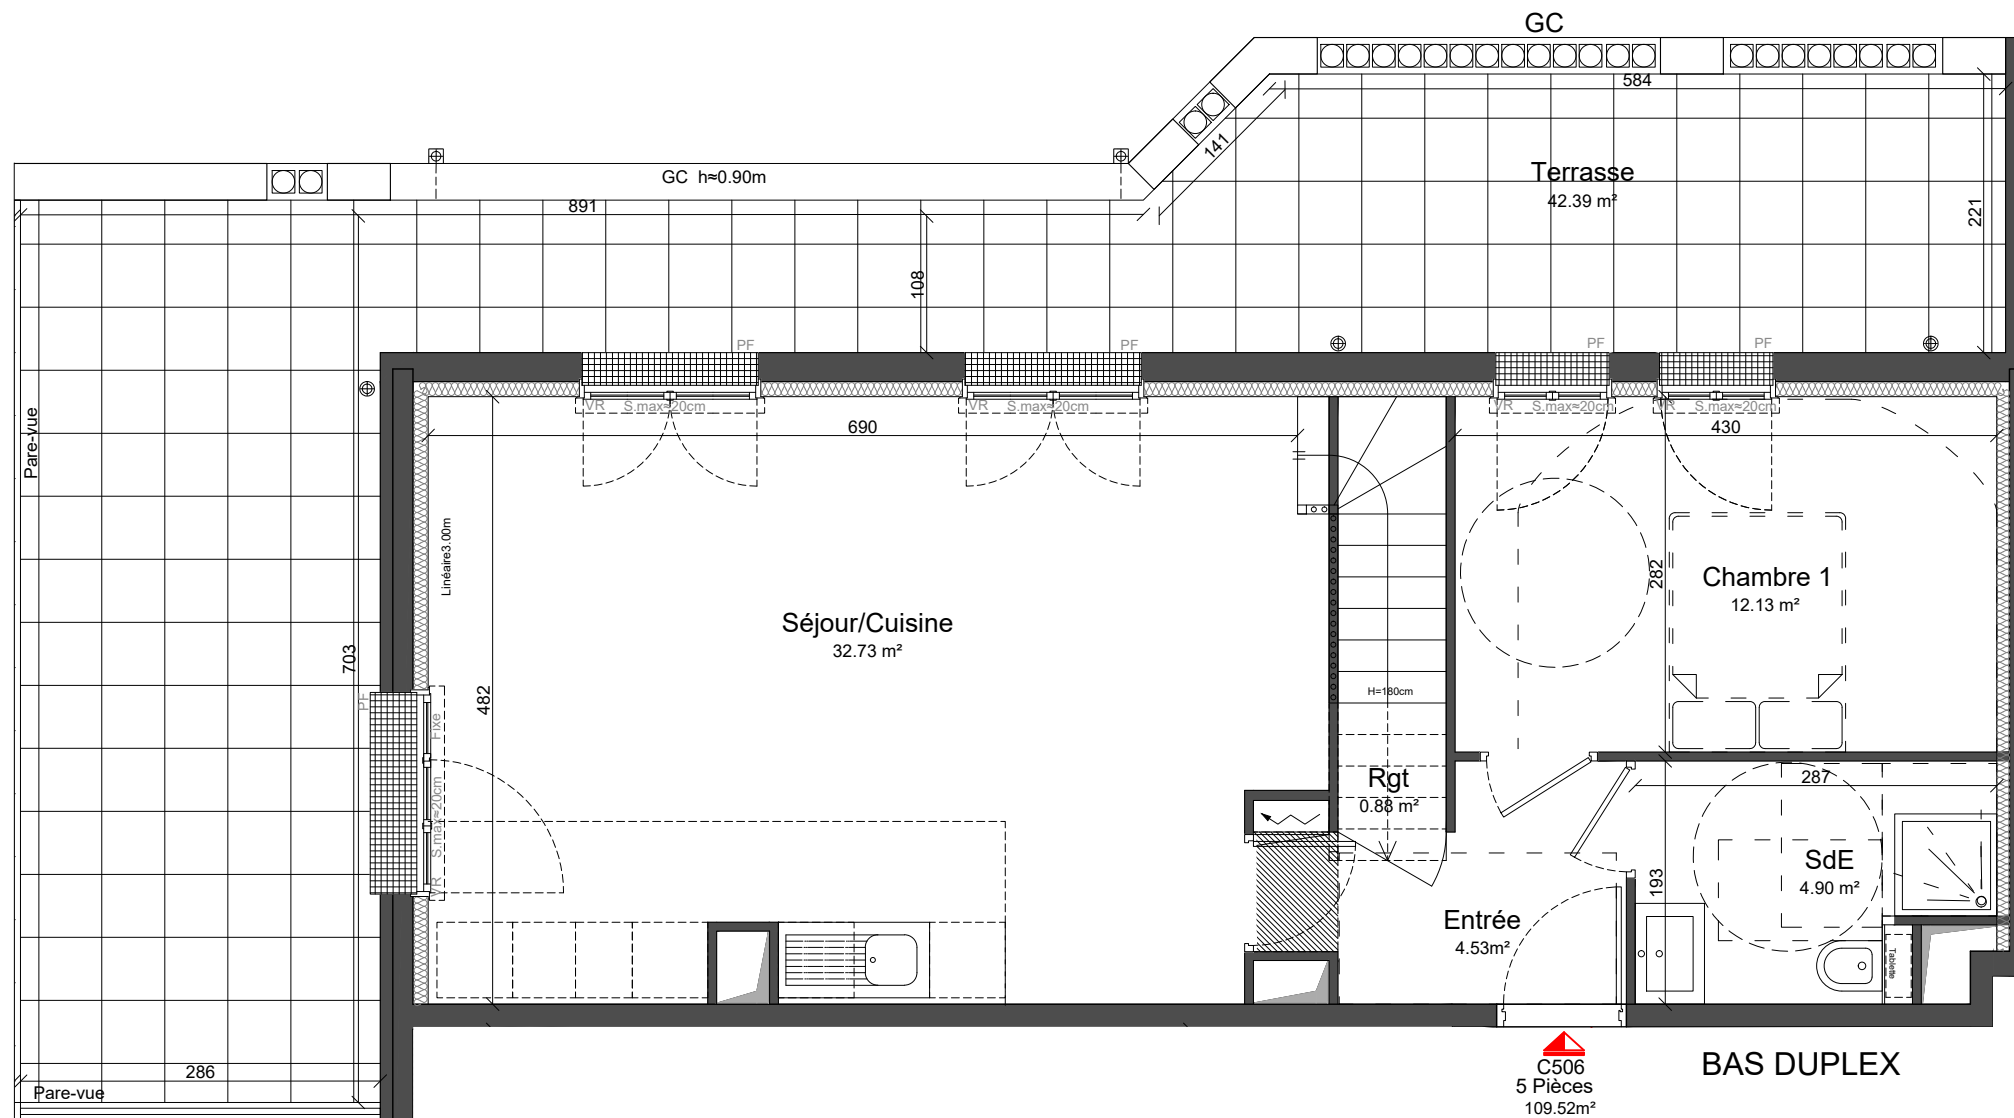 GC
584
141
GC h≈0.90m
Terrasse
42.39 m²
891
221
108
PF
PF
PF
PF
VR S.max≈20cm
VR S.max≈20cm
VR S.max≈20cm
VR S.max≈20cm
Pare-vue
690
430
Linéaire3.00m
282
Chambre 1
12.13 m²
Séjour/Cuisine
32.73 m²
703
482
H=180cm
PF
Fixe
S.max≈20cm
VR
Rgt
0.88 m²
287
SdE
4.90 m²
193
Entrée
4.53m²
Tablette
286
Pare-vue
C506
5 Pièces
109.52m²
BAS DUPLEX